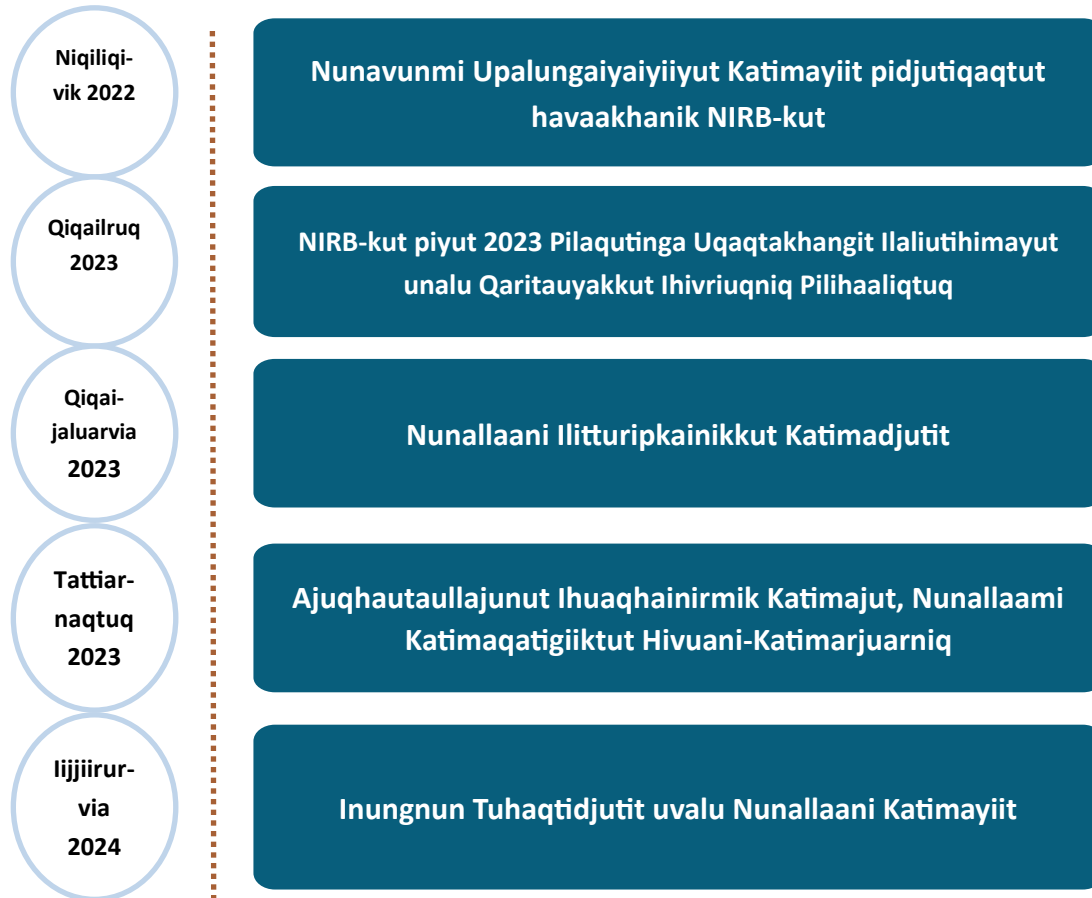 Niqiliqi-
vik 2022
Nunavunmi Upalungaiyaiyiiyut Katimayiit pidjutiqaqtut
havaakhanik NIRB-kut
Qiqailruq
2023
NIRB-kut piyut 2023 Pilaqutinga Uqaqtakhangit Ilaliutihimayut
unalu Qaritauyakkut Ihivriuqniq Pilihaaliqtuq
Qiqai-
jaluarvia
2023
Nunallaani Ilitturipkainikkut Katimadjutit
Tattiar-
naqtuq
2023
Ajuqhautaullajunut Ihuaqhainirmik Katimajut, Nunallaami
Katimaqatigiiktut Hivuani-Katimarjuarniq
Iijjiirur-
via
2024
Inungnun Tuhaqtidjutit uvalu Nunallaani Katimayiit